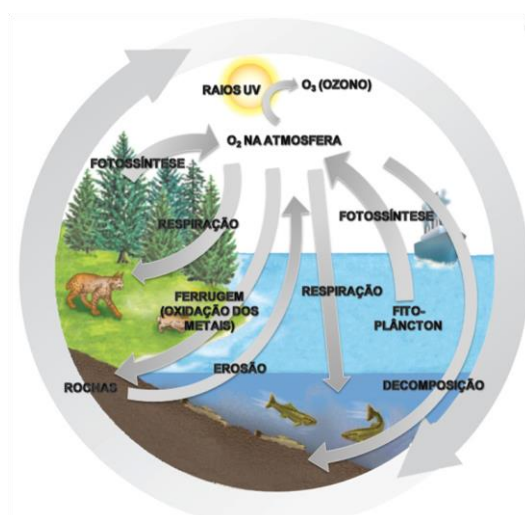 RAIOS UV
O₃ (OZONO)
O₂ NA ATMOSFERA
FOTOSSÍNTESE
RESPIRAÇÃO
FOTOSSÍNTESE
FERRUGEM
(OXIDAÇÃO DOS
METAIS)
RESPIRAÇÃO
FITO-
PLÂNCTON
EROSÃO
ROCHAS
DECOMPOSIÇÃO